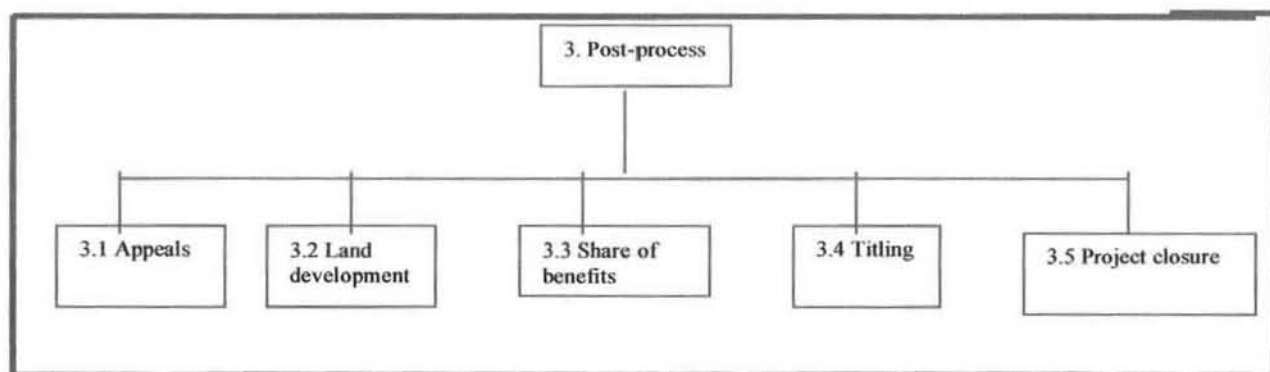 3. Post-process
3.1 Appeals
3.2 Land
development
3.3 Share of
benefits
3.4 Titling
3.5 Project closure